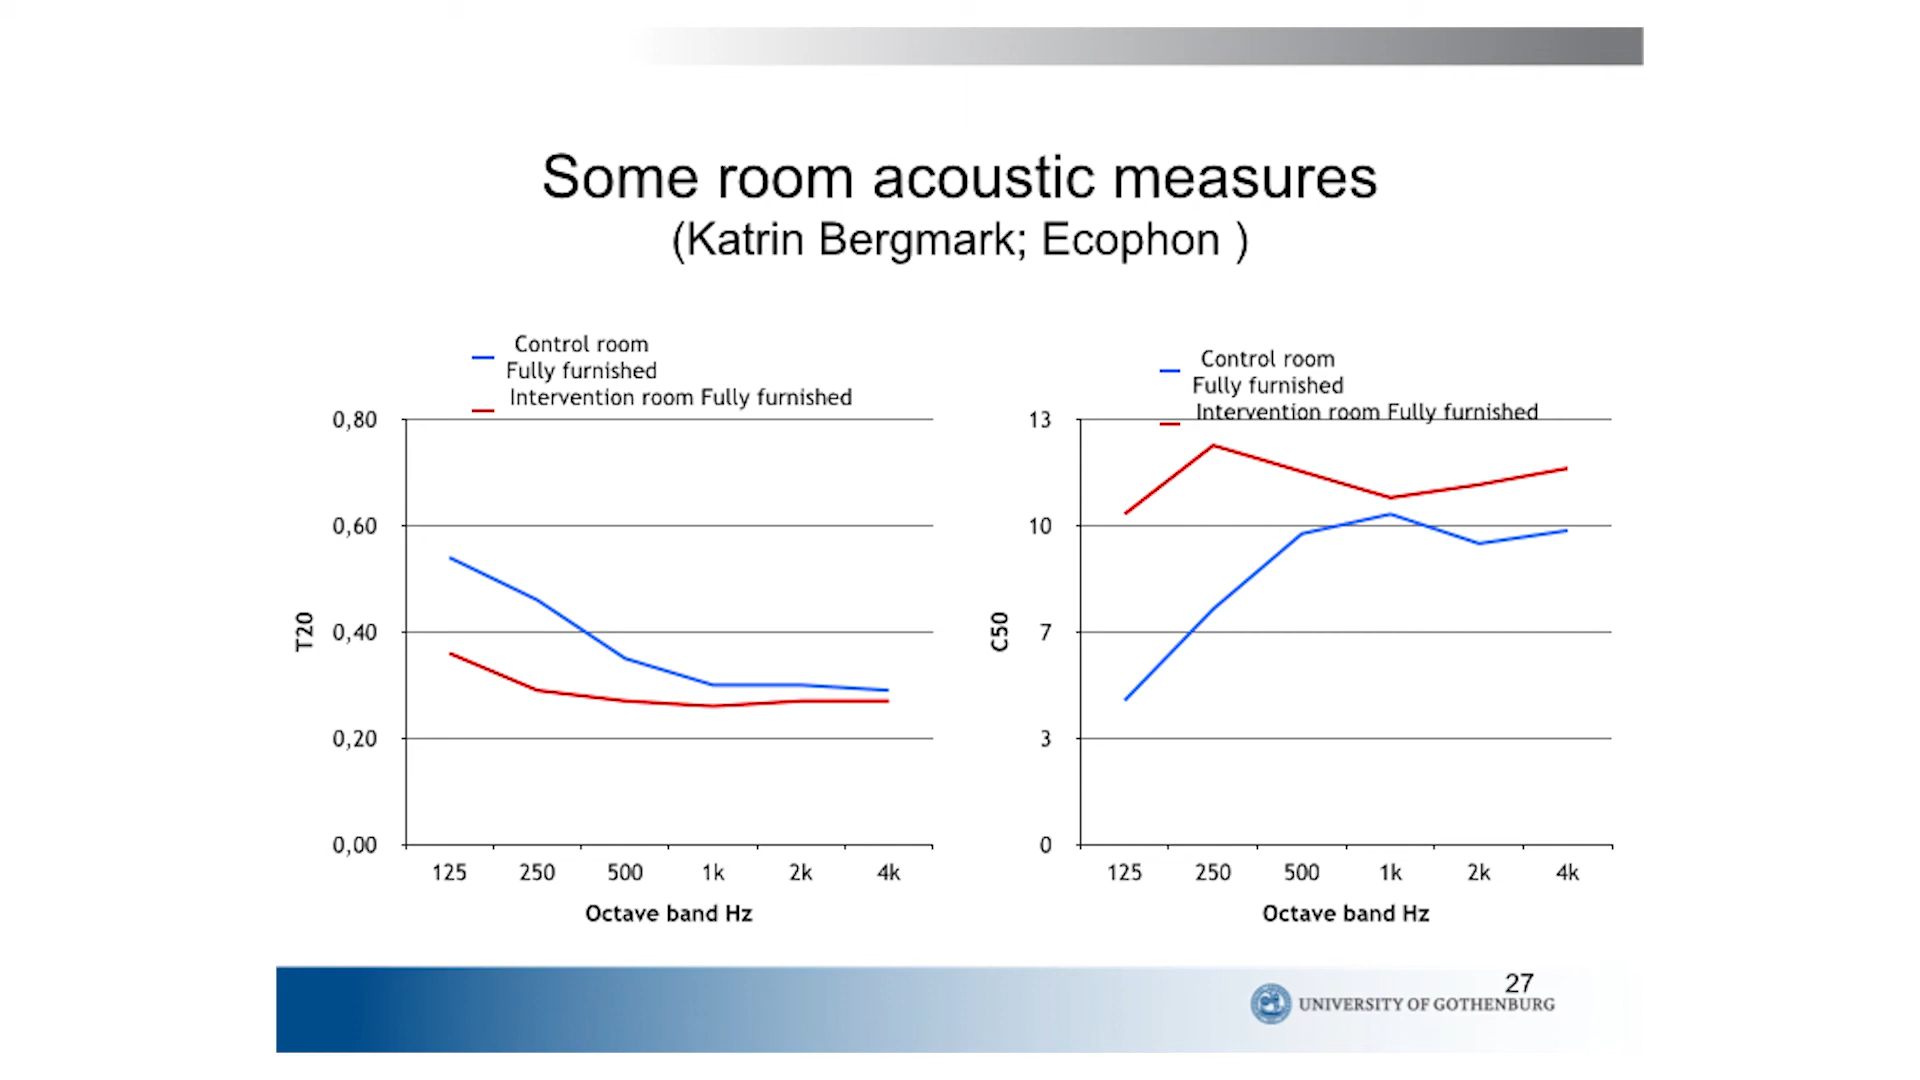 Some room acoustic measures
(Katrin Bergmark; Ecophon )
Control room
Fully furnished
Intervention room Fully furnished
0,80
0,60
0,40
0,20
0,00
T20
125 250 500 1k 2k 4k
Octave band Hz
Control room
Fully furnished
Intervention room Fully furnished
13
10
7
3
0
C50
125 250 500 1k 2k 4k
Octave band Hz
27
UNIVERSITY OF GOTHENBURG